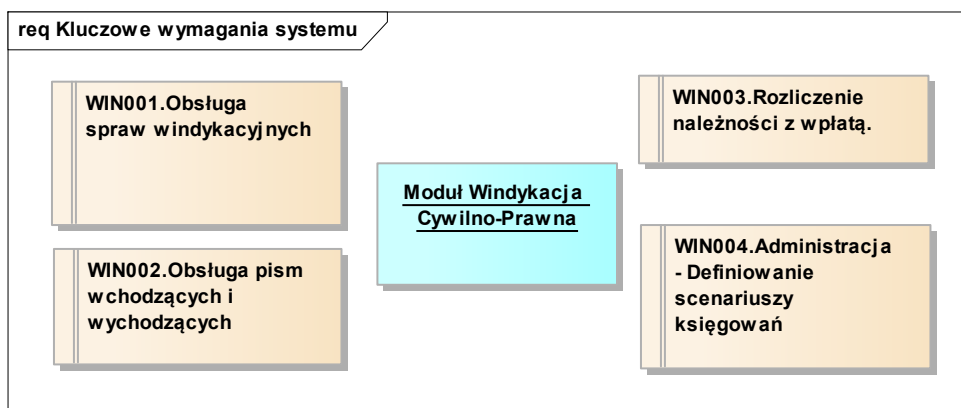 req Kluczowe wymagania systemu
WIN001.Obsługa
spraw windykacyjnych
WIN002.Obsługa pism
wchodzących i
wychodzących
Moduł Windykacja
Cywilno-Prawna
WIN003.Rozliczenie
należności z wpłatą.
WIN004.Administracja
- Definiowanie
scenariuszy
księgowań